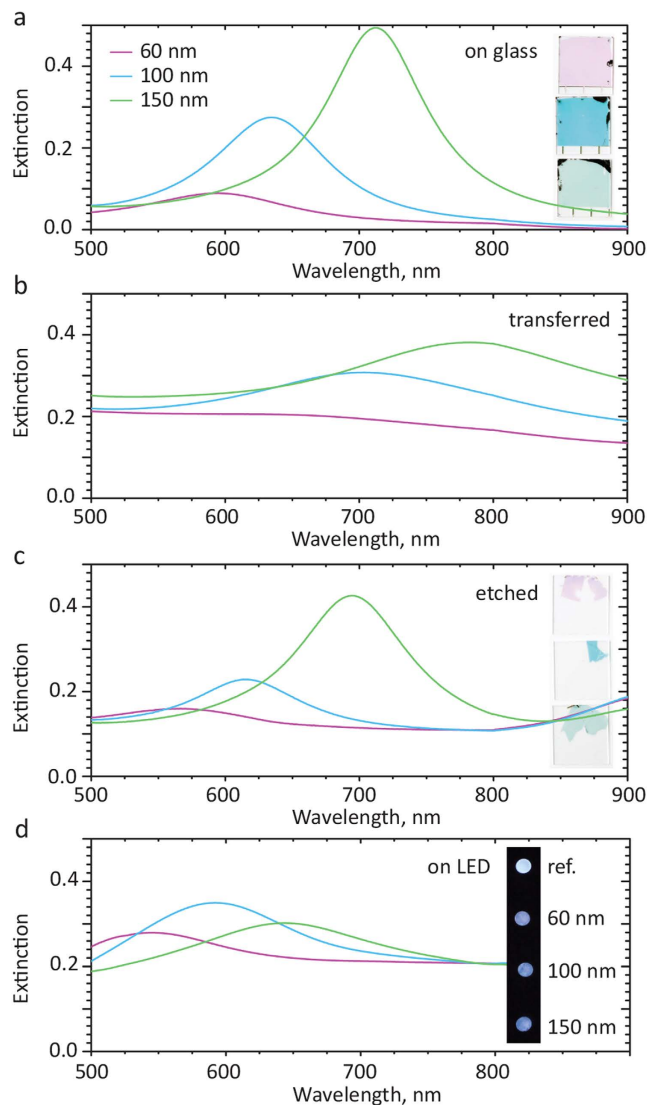 a
on glass
60 nm
100 nm
150 nm
0.4
0.2
0.0
Extinction
500 600 700 800 900
Wavelength, nm
b
transferred
0.4
0.2
0.0
Extinction
500 600 700 800 900
Wavelength, nm
c
etched
0.4
0.2
0.0
Extinction
500 600 700 800 900
Wavelength, nm
d
on LED
ref.
60 nm
100 nm
150 nm
0.4
0.2
0.0
Extinction
500 600 700 800 900
Wavelength, nm